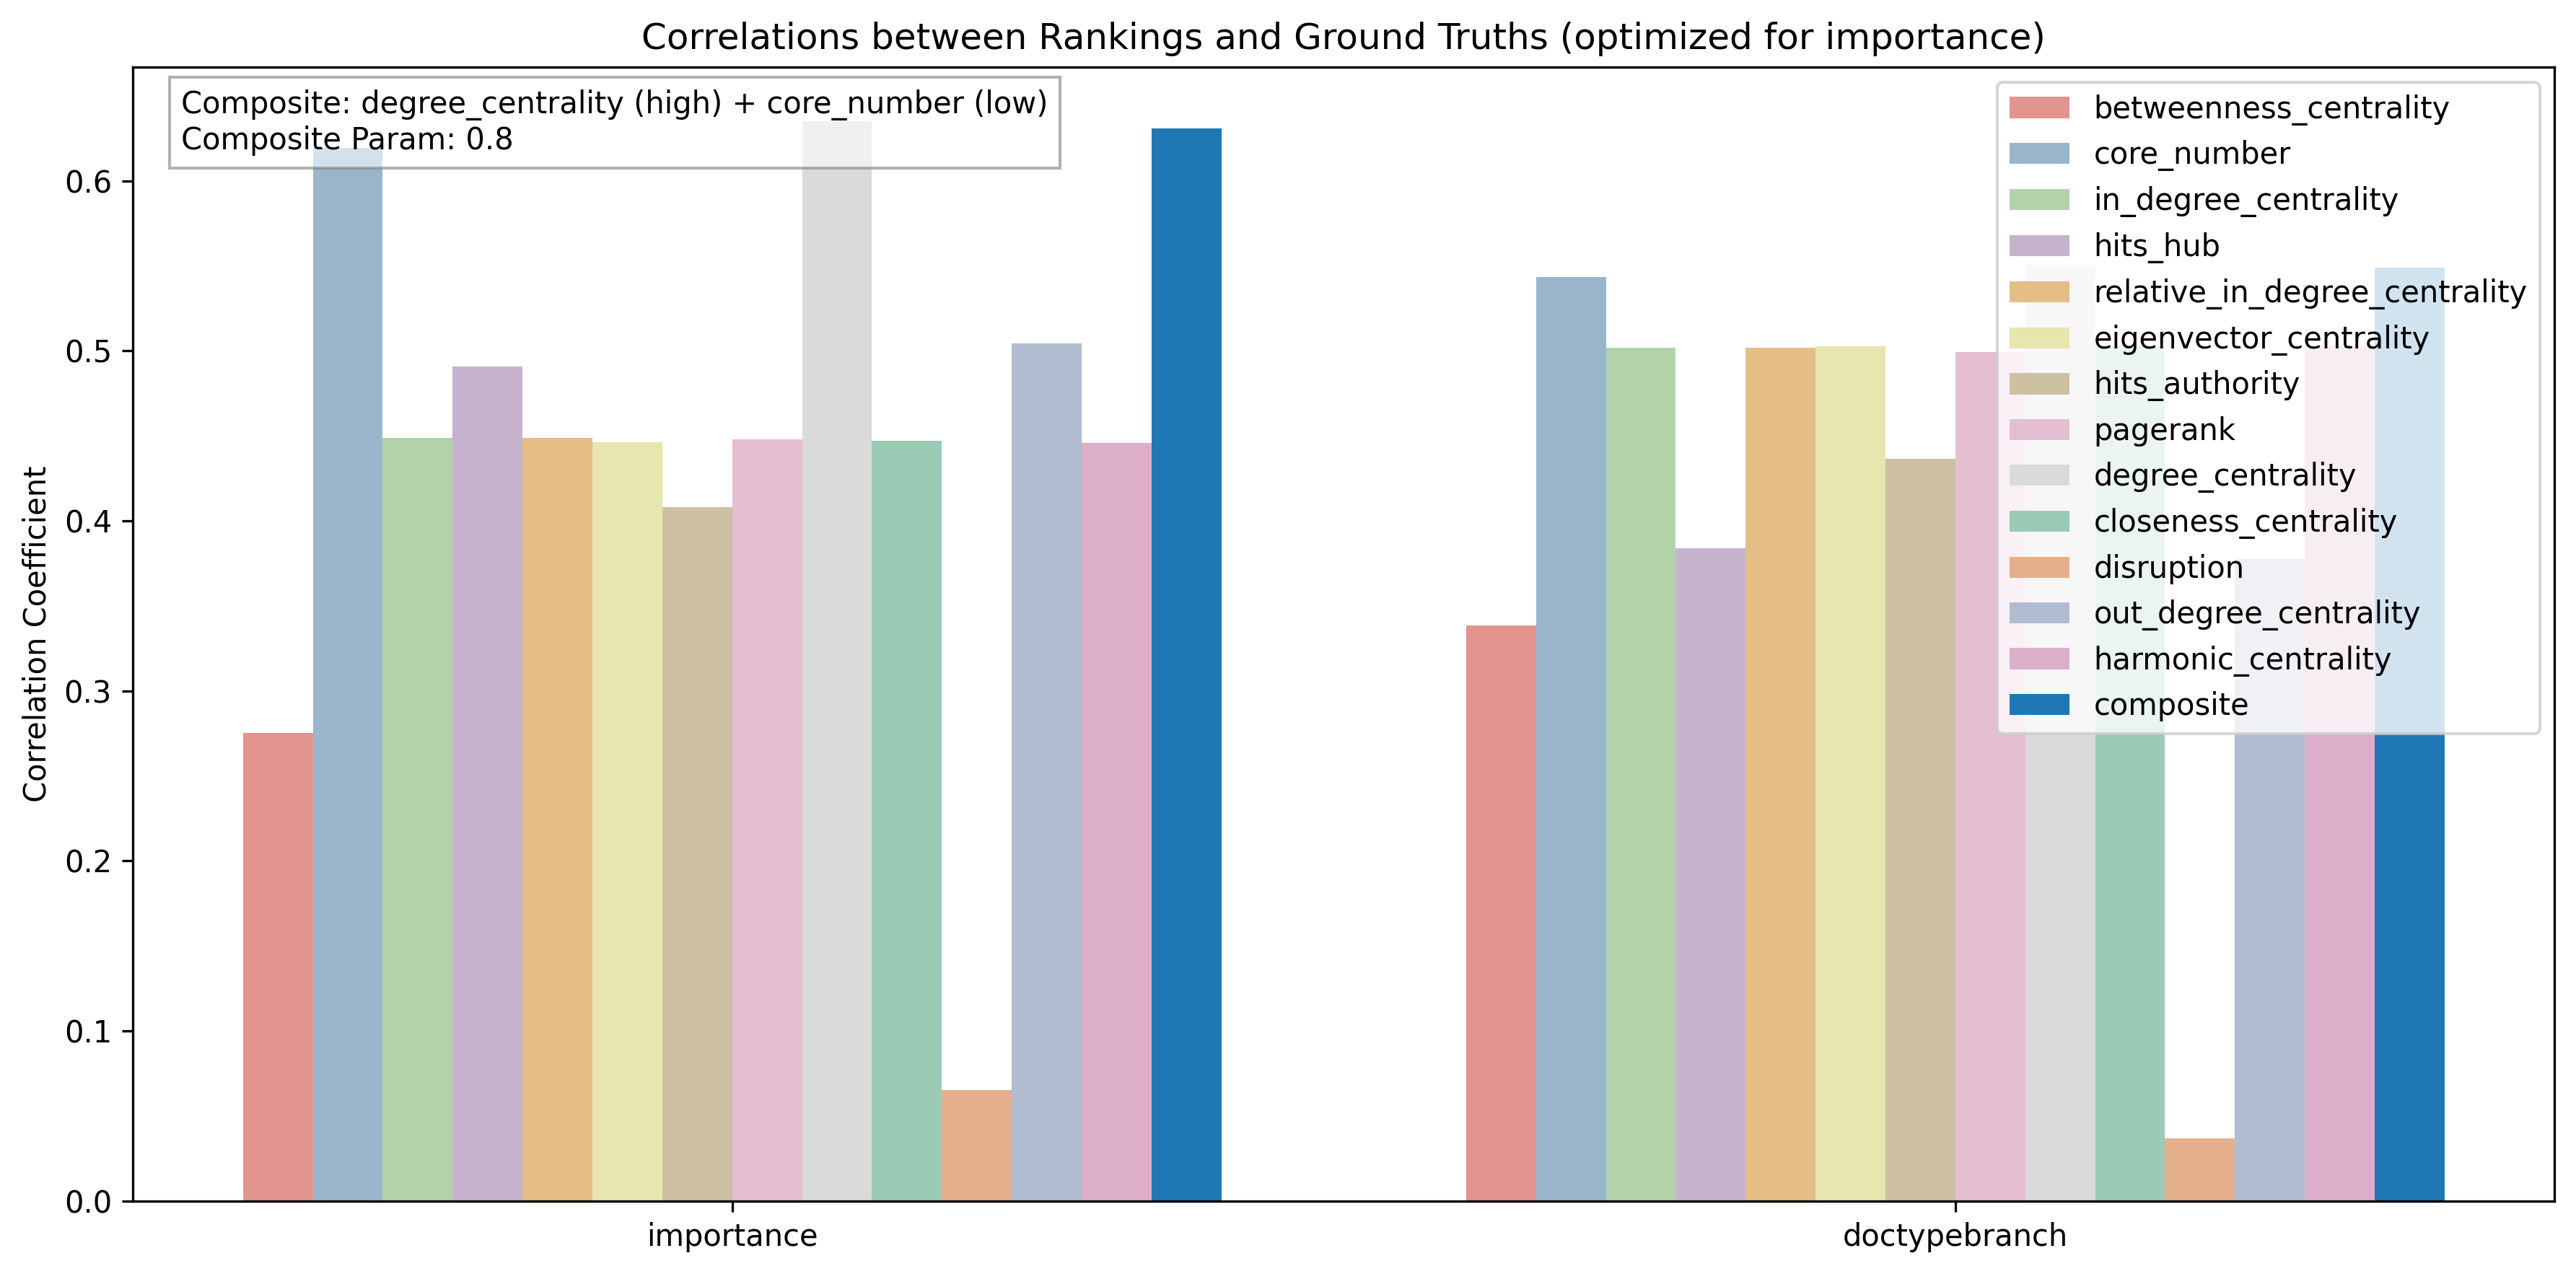 Correlations between Rankings and Ground Truths (optimized for importance)
Composite: degree_centrality (high) + core_number (low)
Composite Param: 0.8
betweenness_centrality
core_number
in_degree_centrality
hits_hub
relative_in_degree_centrality
eigenvector_centrality
hits_authority
pagerank
degree_centrality
closeness_centrality
disruption
out_degree_centrality
harmonic_centrality
composite
Correlation Coefficient
0.6
0.5
0.4
0.3
0.2
0.1
0.0
importance
doctypebranch